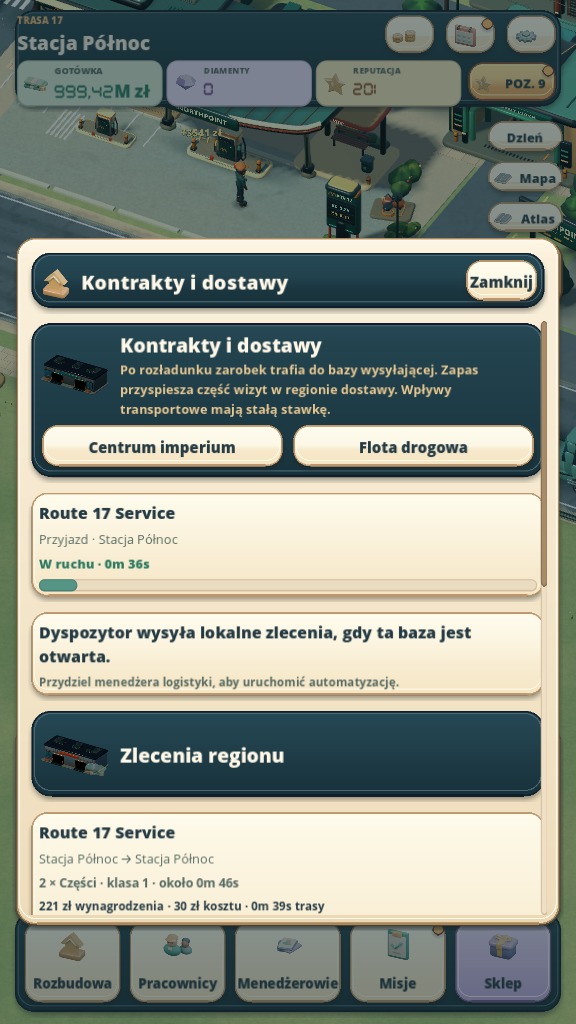 TRASA 17
Stacja Północ
GOTÓWKA
999,42M zł
DIAMENTY
0
REPUTACJA
201
POZ. 9
NORTHPOINT
Dzień
Mapa
Atlas
Kontrakty i dostawy
Zamknij
Kontrakty i dostawy
Po rozładunku zarobek trafia do bazy wysyłającej. Zapas
przyspiesza część wizyt w regionie dostawy. Wpływy
transportowe mają stałą stawkę.
Centrum imperium
Flota drogowa
Route 17 Service
Przyjazd · Stacja Północ
W ruchu · 0m 36s
Dyspozytor wysyła lokalne zlecenia, gdy ta baza jest
otwarta.
Przydziel menedżera logistyki, aby uruchomić automatyzację.
Zlecenia regionu
Route 17 Service
Stacja Północ → Stacja Północ
2 × Części · klasa 1 · około 0m 46s
221 zł wynagrodzenia · 30 zł kosztu · 0m 39s trasy
Rozbudowa
Pracownicy
Menedżerowie
Misje
Sklep